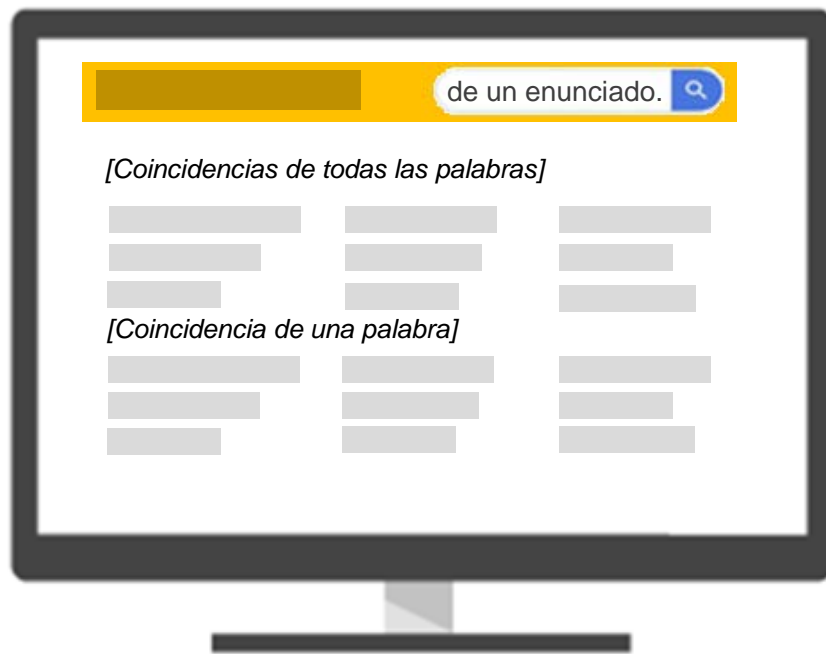 de un enunciado.
[Coincidencias de todas las palabras]
[Coincidencia de una palabra]